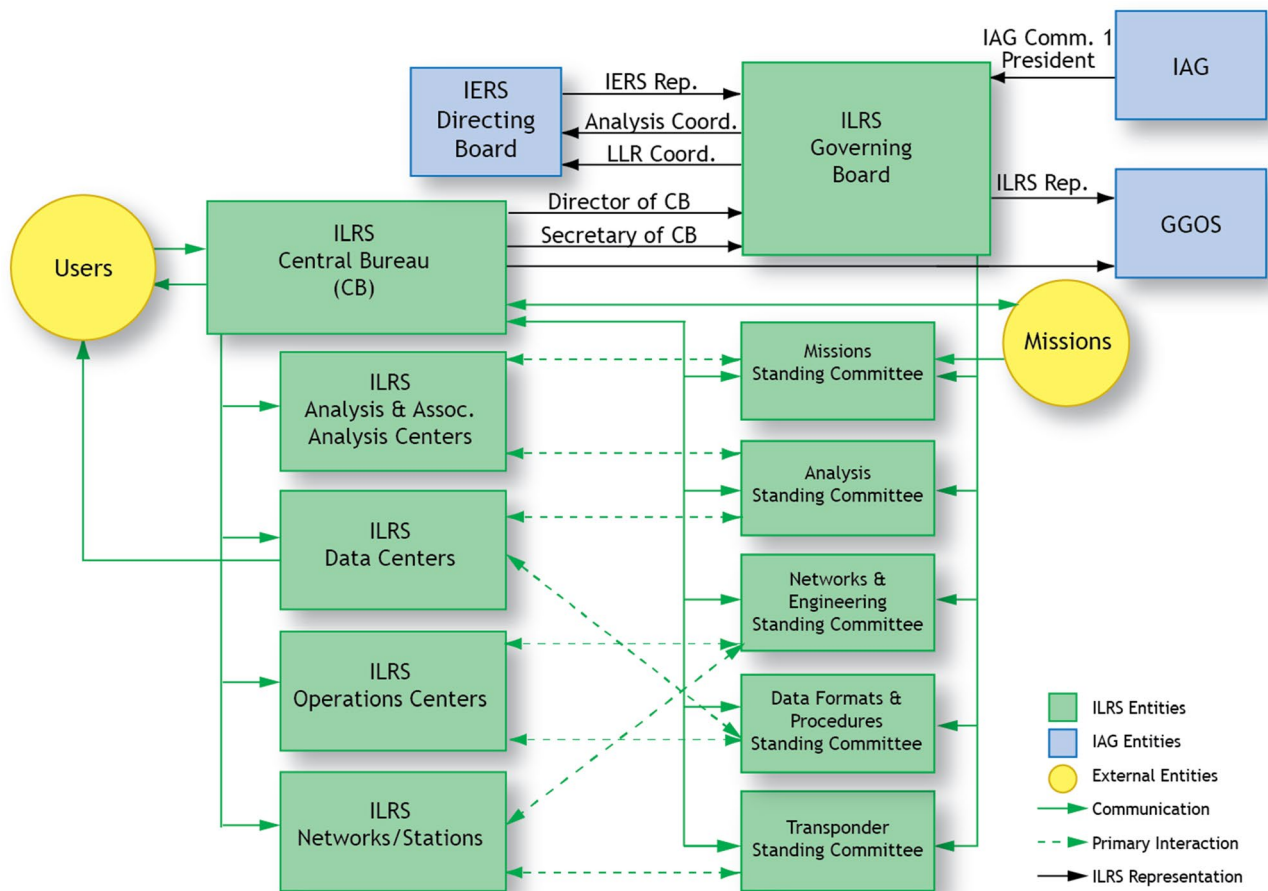 IAG Comm. 1
President
IAG
IERS
Directing
Board
IERS Rep.
Analysis Coord.
LLR Coord.
ILRS
Governing
Board
ILRS Rep.
GGOS
Director of CB
Secretary of CB
Users
ILRS
Central Bureau
(CB)
Missions
ILRS
Analysis & Assoc.
Analysis Centers
Missions
Standing Committee
Analysis
Standing Committee
ILRS
Data Centers
Networks &
Engineering
Standing Committee
ILRS
Operations Centers
Data Formats &
Procedures
Standing Committee
ILRS
Networks/Stations
Transponder
Standing Committee
ILRS Entities
IAG Entities
External Entities
Communication
Primary Interaction
ILRS Representation